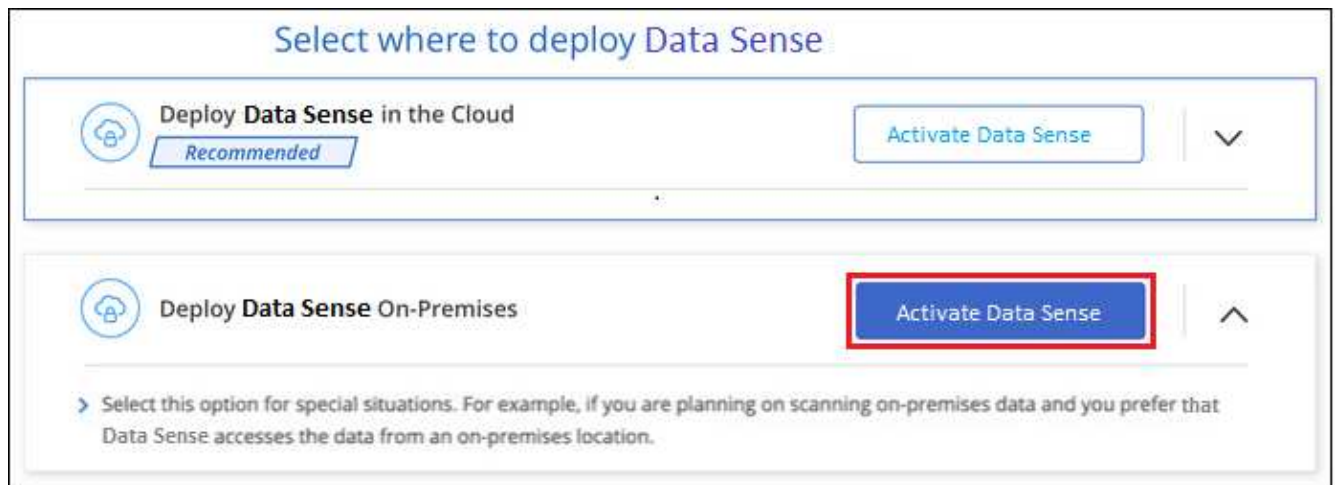 Select where to deploy Data Sense
Deploy Data Sense in the Cloud
Recommended
Activate Data Sense
Deploy Data Sense On-Premises
Activate Data Sense
Select this option for special situations. For example, if you are planning on scanning on-premises data and you prefer that
Data Sense accesses the data from an on-premises location.